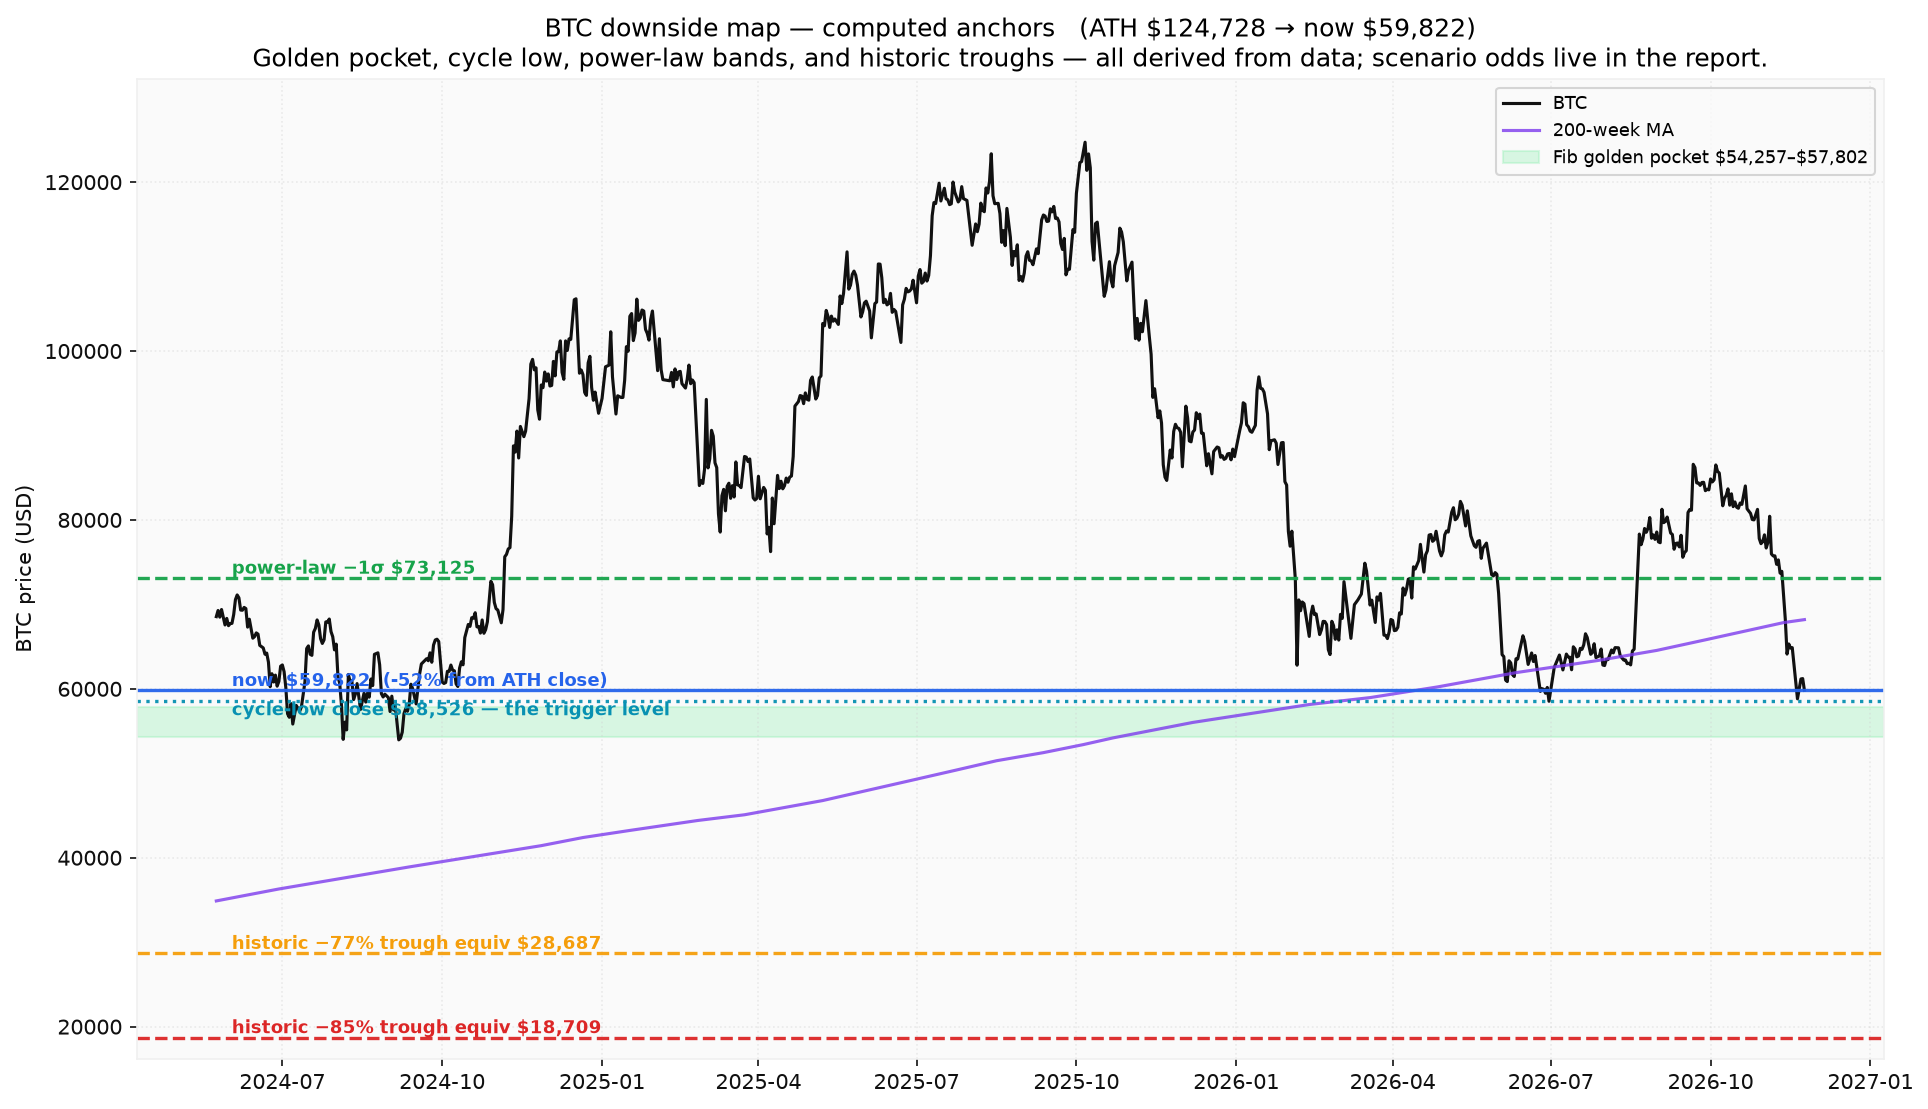 BTC downside map — computed anchors (ATH $124,728 → now $59,822)
Golden pocket, cycle low, power-law bands, and historic troughs — all derived from data; scenario odds live in the report.
BTC
200-week MA
Fib golden pocket $54,257–$57,802
BTC price (USD)
120000
100000
80000
60000
40000
20000
power-law −1σ $73,125
now $59,822 (-52% from ATH close)
cycle-low close $58,526 — the trigger level
historic −77% trough equiv $28,687
historic −85% trough equiv $18,709
2024-07
2024-10
2025-01
2025-04
2025-07
2025-10
2026-01
2026-04
2026-07
2026-10
2027-01